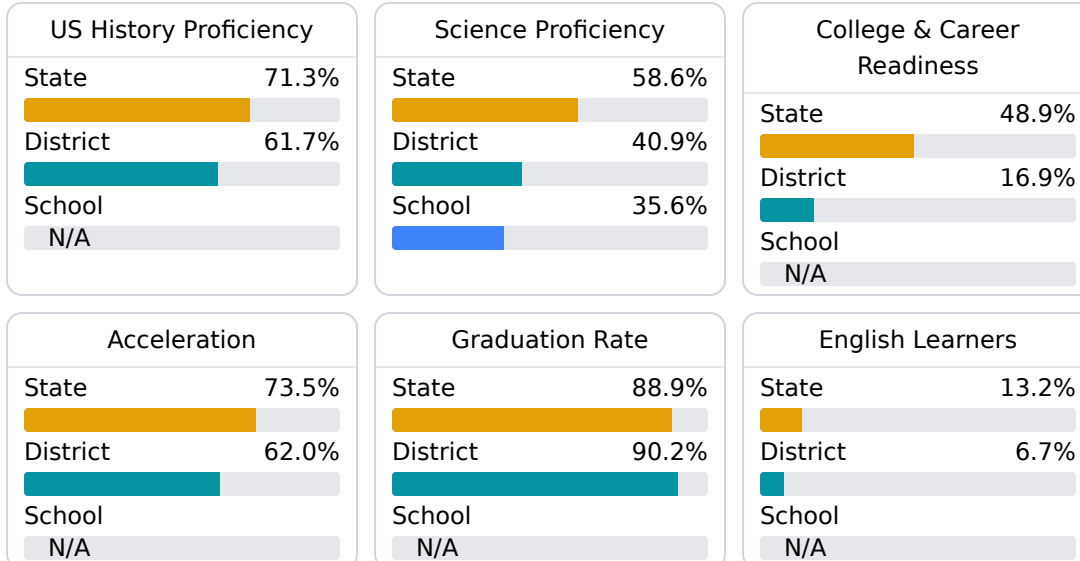 US History Proficiency
State 71.3%
District 61.7%
School
N/A
Science Proficiency
State 58.6%
District 40.9%
School 35.6%
College & Career
Readiness
State 48.9%
District 16.9%
School
N/A
Acceleration
State 73.5%
District 62.0%
School
N/A
Graduation Rate
State 88.9%
District 90.2%
School
N/A
English Learners
State 13.2%
District 6.7%
School
N/A